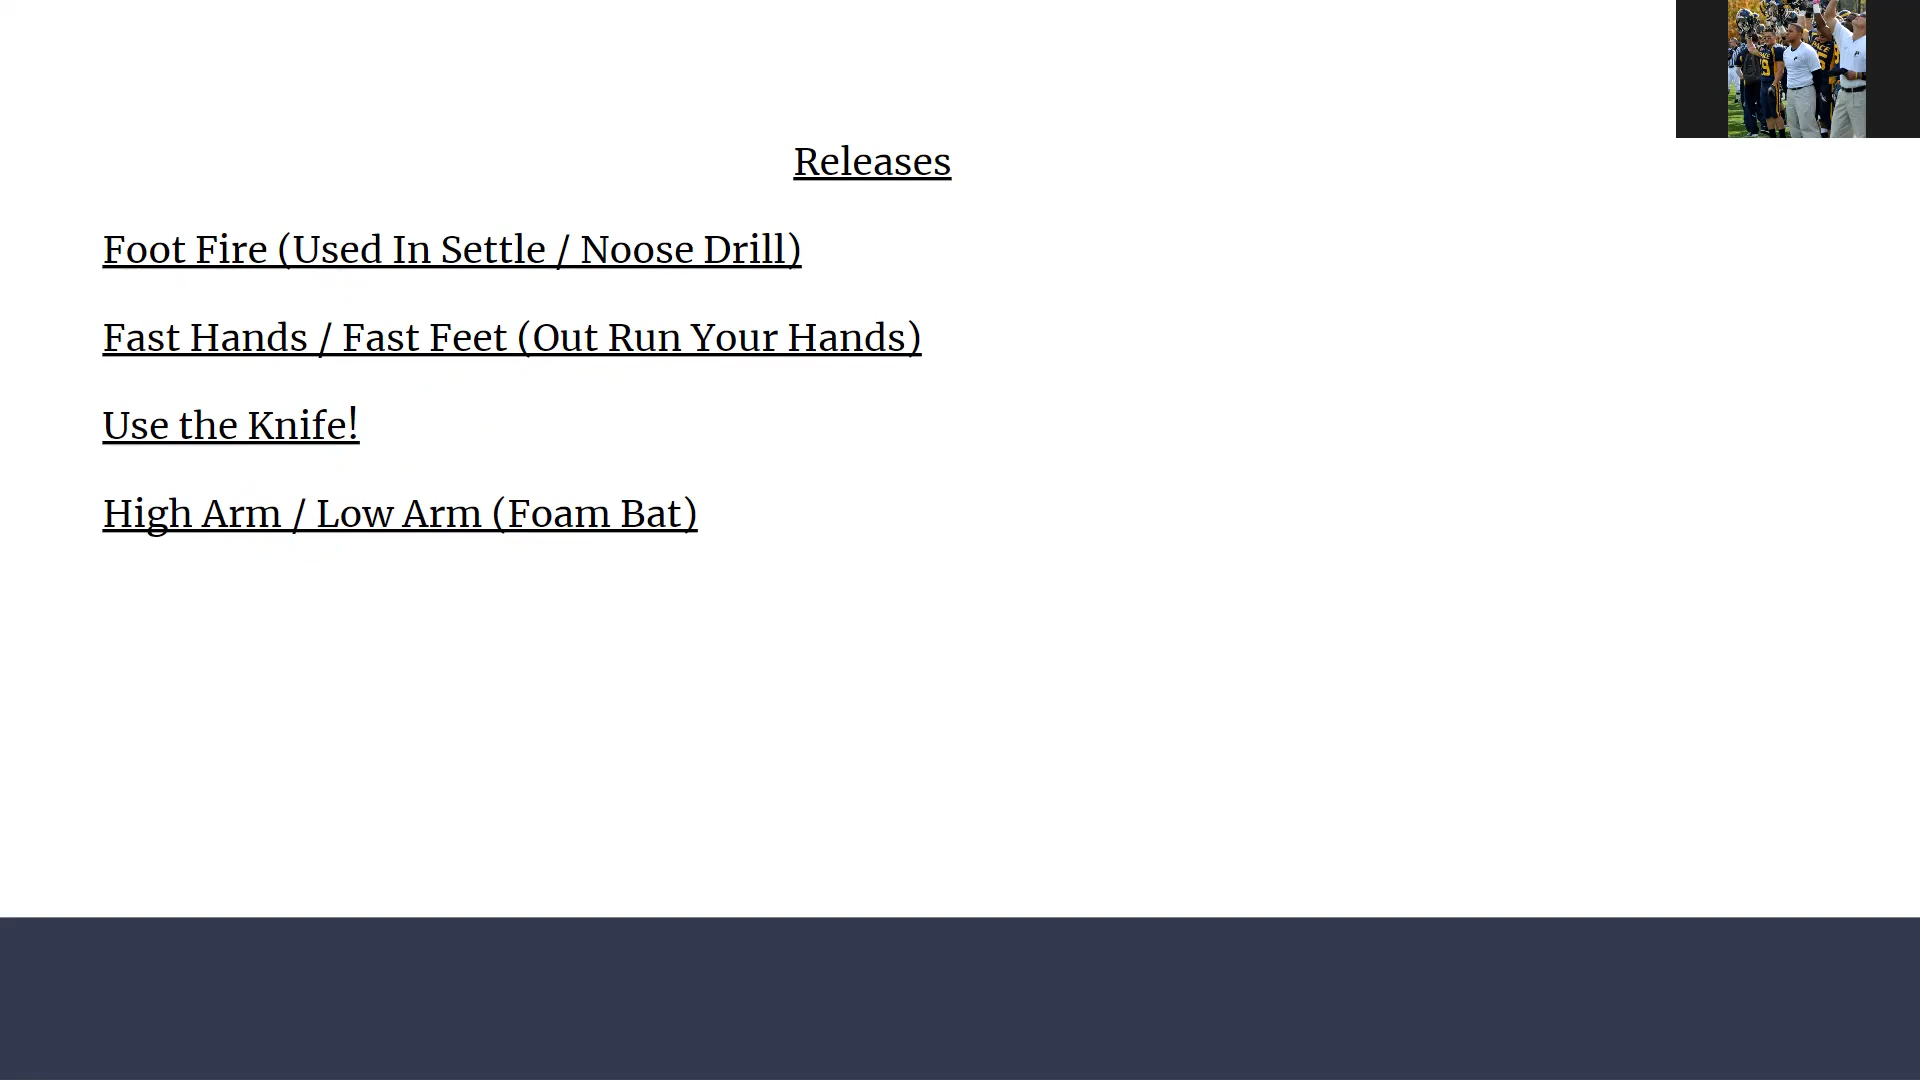 Releases
Foot Fire (Used In Settle / Noose Drill)
Fast Hands / Fast Feet (Out Run Your Hands)
Use the Knife!
High Arm / Low Arm (Foam Bat)